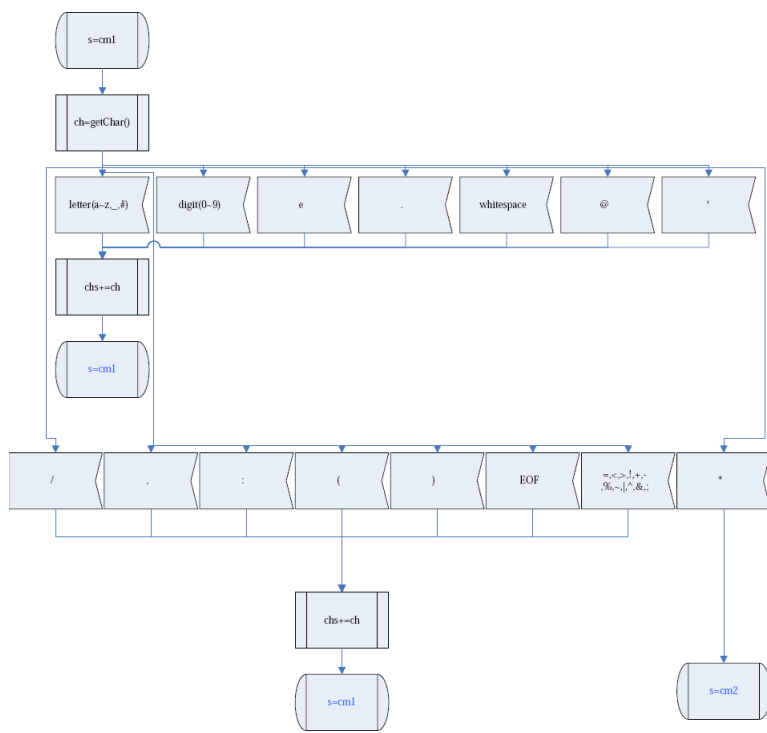 s=cm1
ch=getChar()
letter(a~z,_,#)
digit(0~9)
e
.
whitespace
@
‘
chs+=ch
s=cm1
/
,
:
(
)
EOF
=,<,>,!,+,-
,%,~,|,^,&,;
*
chs+=ch
s=cm1
s=cm2